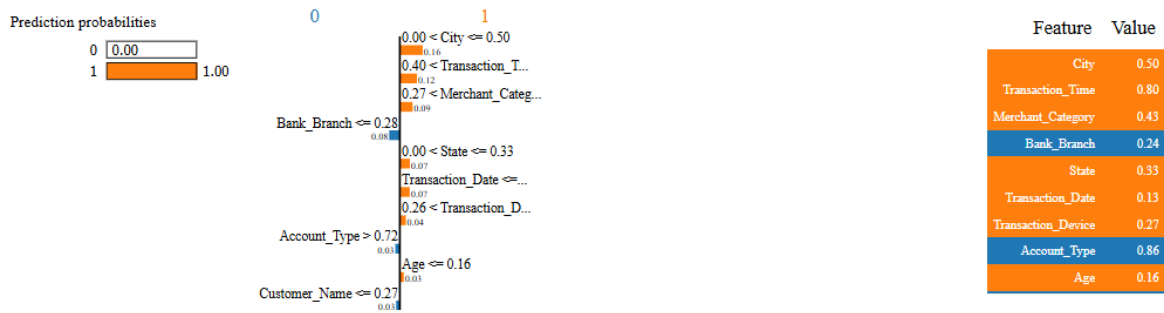 Prediction probabilities
0 0.00
1 1.00
0 1
0.00 < City <= 0.50
0.16
0.40 < Transaction_T...
0.12
0.27 < Merchant_Categ...
0.09
Bank_Branch <= 0.28
0.08
0.00 < State <= 0.33
0.07
Transaction_Date <=...
0.07
0.26 < Transaction_D...
0.04
Account_Type > 0.72
0.03
Age <= 0.16
0.03
Customer_Name <= 0.27
0.03
Feature Value
City 0.50
Transaction_Time 0.80
Merchant_Category 0.43
Bank_Branch 0.24
State 0.33
Transaction_Date 0.13
Transaction_Device 0.27
Account_Type 0.86
Age 0.16